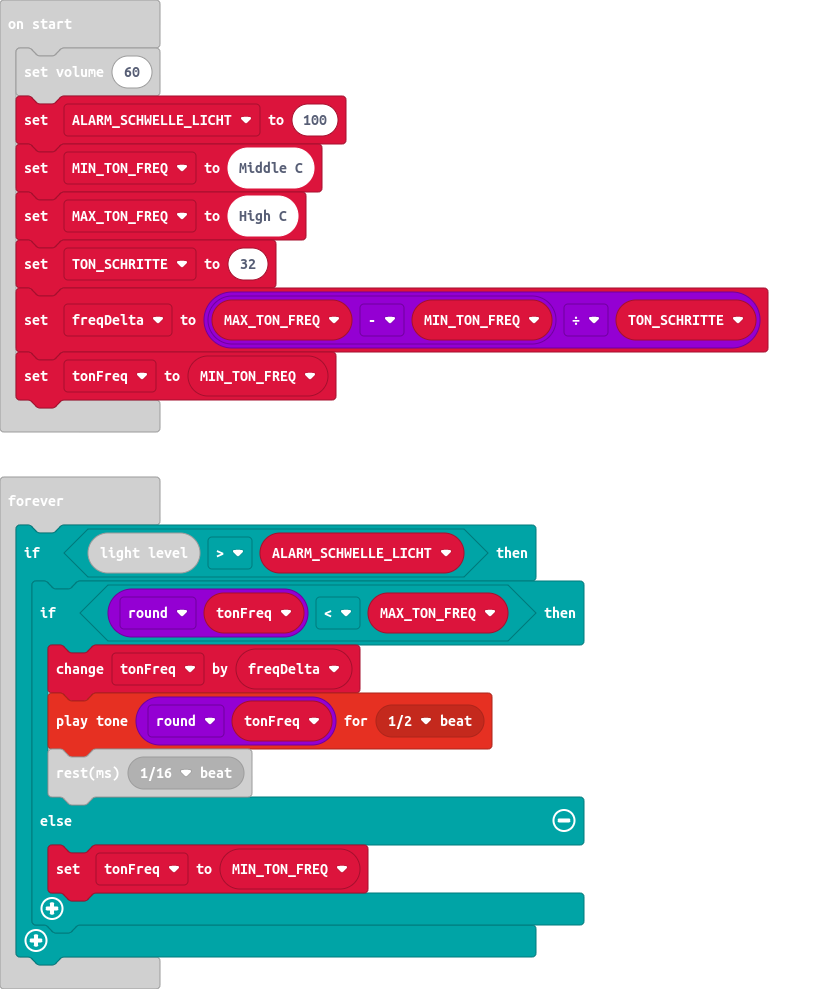 on start
set volume 60
set ALARM_SCHWELLE_LICHT to 100
set MIN_TON_FREQ to Middle C
set MAX_TON_FREQ to High C
set TON_SCHRITTE to 32
set freqDelta to MAX_TON_FREQ - MIN_TON_FREQ ÷ TON_SCHRITTE
set tonFreq to MIN_TON_FREQ
forever
if light level > ALARM_SCHWELLE_LICHT then
if round tonFreq < MAX_TON_FREQ then
change tonFreq by freqDelta
play tone round tonFreq for 1/2 beat
rest(ms) 1/16 beat
else
set tonFreq to MIN_TON_FREQ